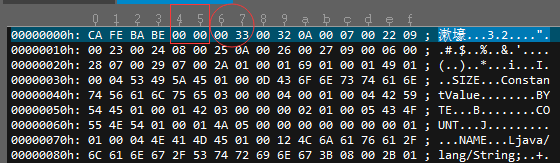 0 1 2 3 4 5 6 7 8 9 a b c d e f
00000000h: CA FE BA BE 00 00 00 33 00 32 0A 00 07 00 22 09 ; 漱壕...3.2....".
00000010h: 00 23 00 24 08 00 25 0A 00 26 00 27 09 00 06 00 ; .#.$..%..&.'....
00000020h: 28 07 00 29 07 00 2A 01 00 01 69 01 00 01 49 01 ; (..)..*...i...I.
00000030h: 00 04 53 49 5A 45 01 00 0D 43 6F 6E 73 74 61 6E ; ..SIZE...Constan
00000040h: 74 56 61 6C 75 65 03 00 00 00 04 01 00 04 42 59 ; tValue........BY
00000050h: 54 45 01 00 01 42 03 00 00 00 02 01 00 05 43 4F ; TE...B........CO
00000060h: 55 4E 54 01 00 01 4A 05 00 00 00 00 00 00 00 00 ; UNT...J.........
00000070h: 01 00 04 4E 41 4D 45 01 00 12 4C 6A 61 76 61 2F ; ...NAME...Ljava/
00000080h: 6C 61 6E 67 2F 53 74 72 69 6E 67 3B 08 00 2B 01 ; lang/String;..+.